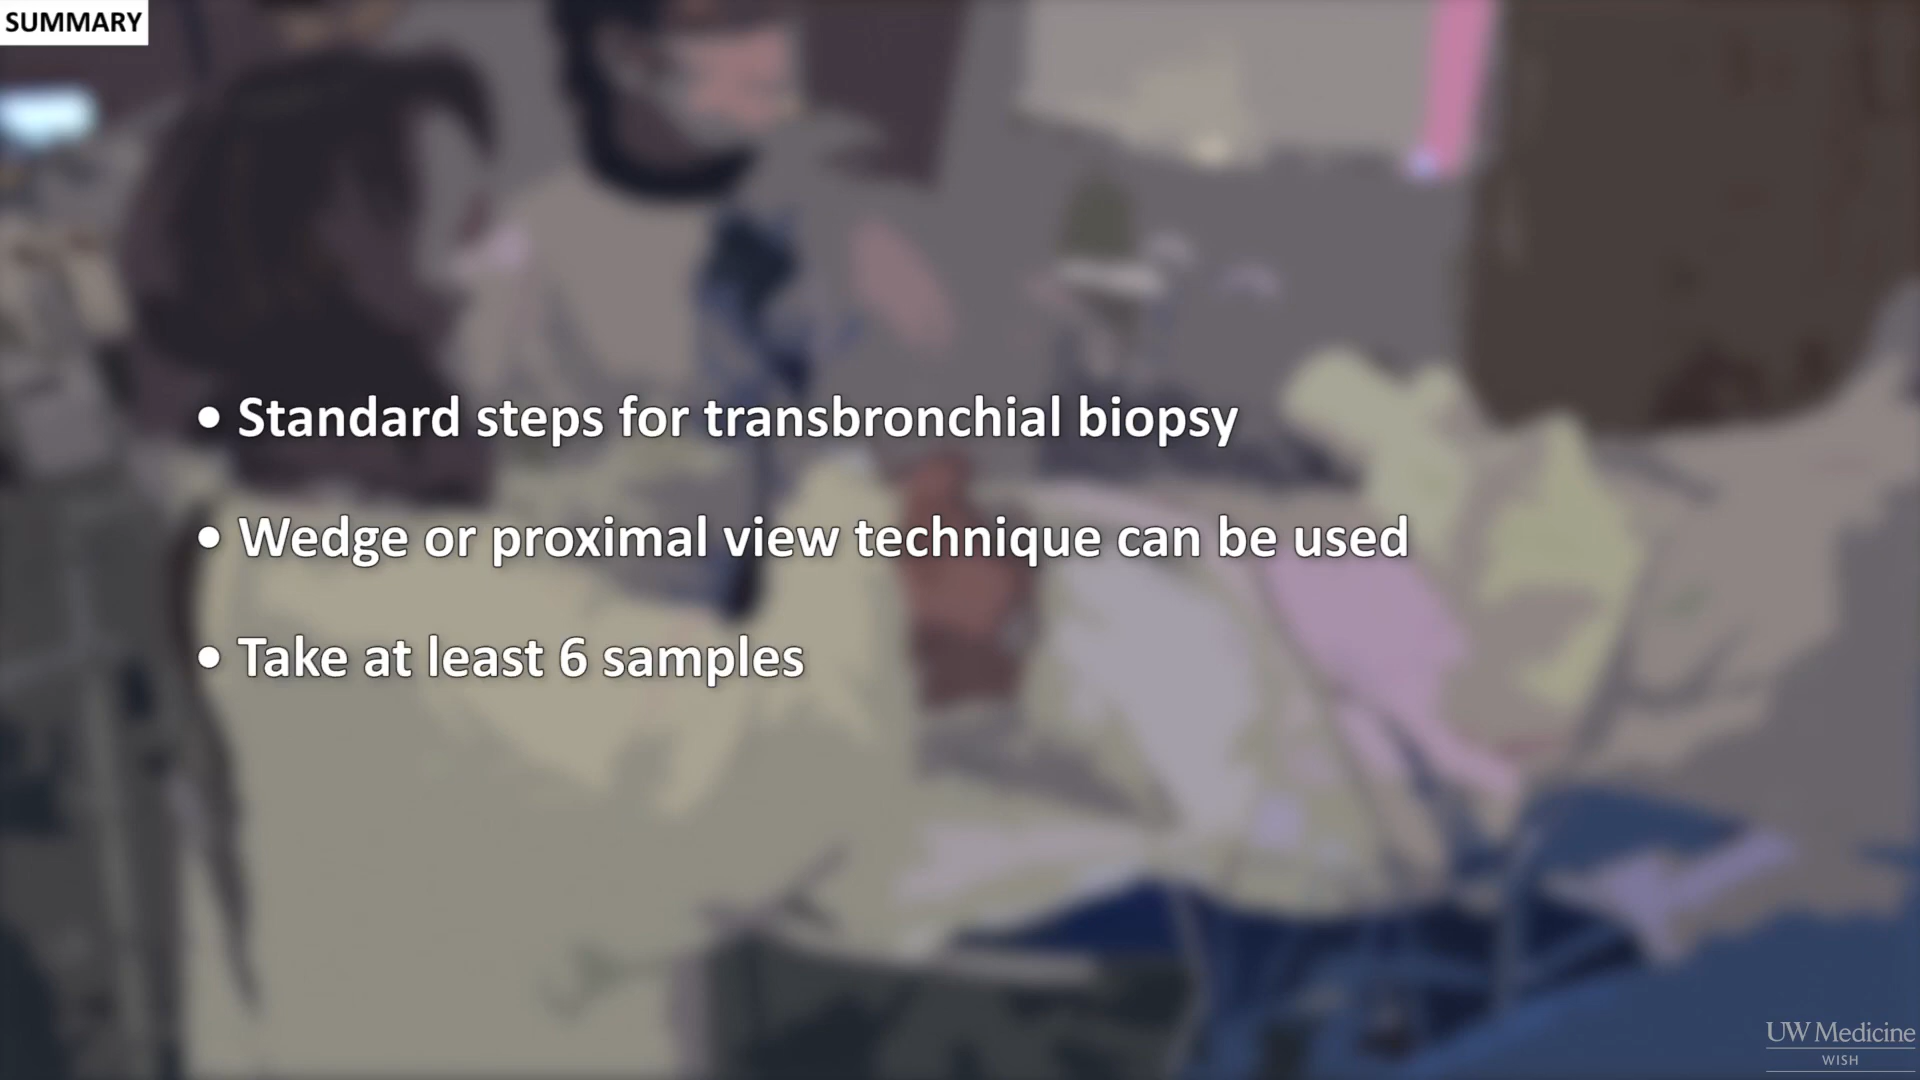 SUMMARY
• Standard steps for transbronchial biopsy
• Wedge or proximal view technique can be used
• Take at least 6 samples
UW Medicine
WISH